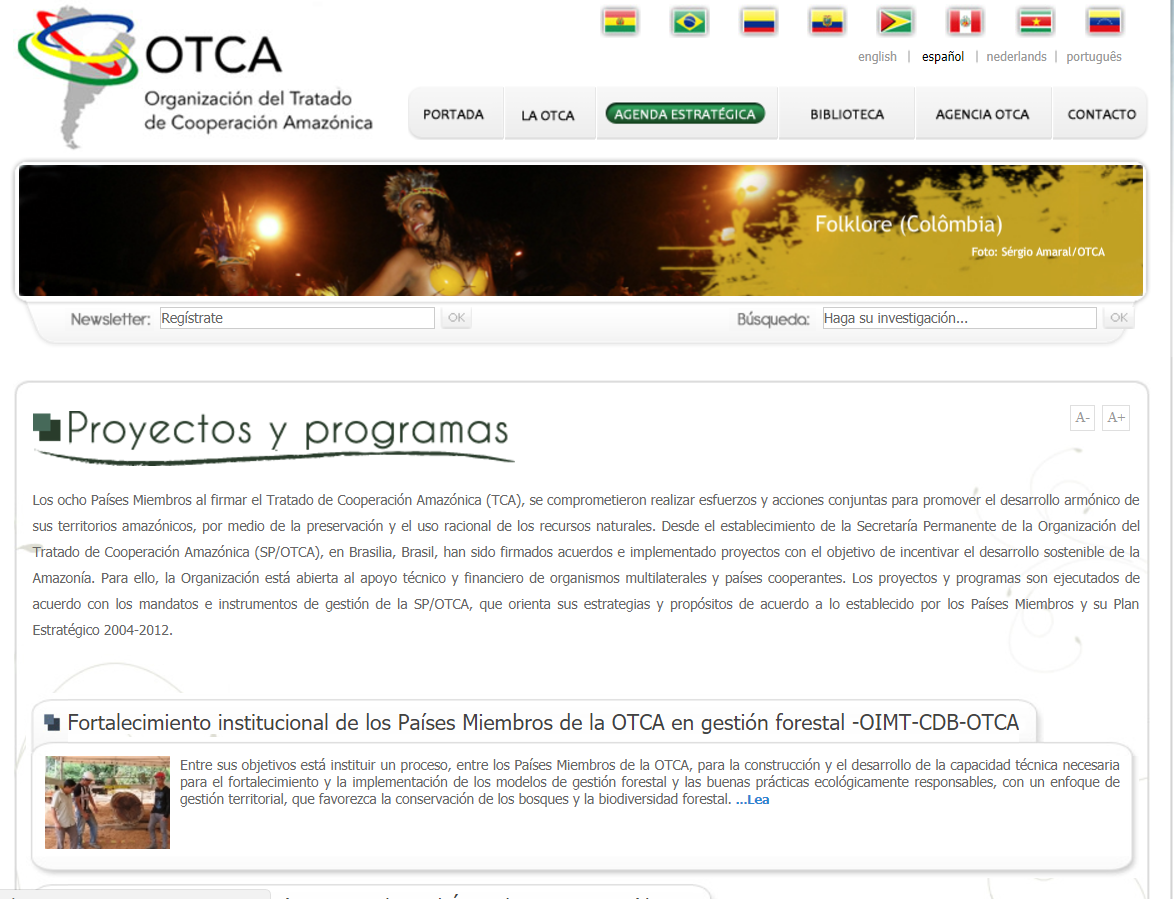 OTCA
Organización del Tratado
de Cooperación Amazónica
english | español | nederlands | português
PORTADA LA OTCA AGENDA ESTRATÉGICA BIBLIOTECA AGENCIA OTCA CONTACTO
Folklore (Colômbia)
Foto: Sérgio Amaral/OTCA
Newsletter: Regístrate OK Búsqueda: Haga su investigación... OK
Proyectos y programas A- A+
Los ocho Países Miembros al firmar el Tratado de Cooperación Amazónica (TCA), se comprometieron realizar esfuerzos y acciones conjuntas para promover el desarrollo armónico de
sus territorios amazónicos, por medio de la preservación y el uso racional de los recursos naturales. Desde el establecimiento de la Secretaría Permanente de la Organización del
Tratado de Cooperación Amazónica (SP/OTCA), en Brasilia, Brasil, han sido firmados acuerdos e implementado proyectos con el objetivo de incentivar el desarrollo sostenible de la
Amazonía. Para ello, la Organización está abierta al apoyo técnico y financiero de organismos multilaterales y países cooperantes. Los proyectos y programas son ejecutados de
acuerdo con los mandatos e instrumentos de gestión de la SP/OTCA, que orienta sus estrategias y propósitos de acuerdo a lo establecido por los Países Miembros y su Plan
Estratégico 2004-2012.
Fortalecimiento institucional de los Países Miembros de la OTCA en gestión forestal -OIMT-CDB-OTCA
Entre sus objetivos está instituir un proceso, entre los Países Miembros de la OTCA, para la construcción y el desarrollo de la capacidad técnica necesaria
para el fortalecimiento y la implementación de los modelos de gestión forestal y las buenas prácticas ecológicamente responsables, con un enfoque de
gestión territorial, que favorezca la conservación de los bosques y la biodiversidad forestal. ...Lea